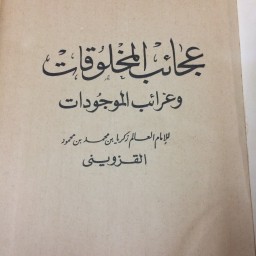 عجائب المخلوقات
وغرائب الموجودات
للإمام العالم زكريا بن محمد بن محمود
القزويني